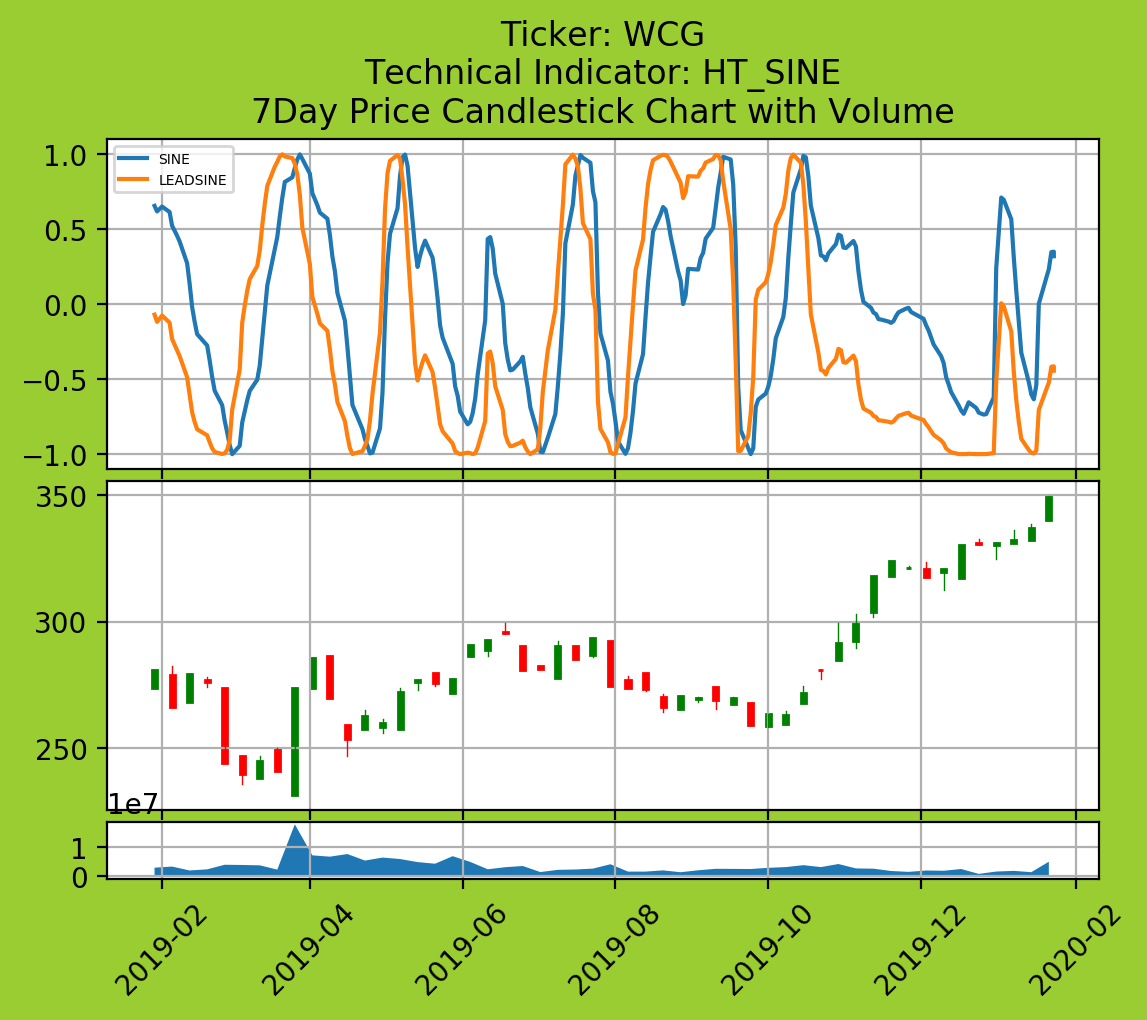 Ticker: WCG
Technical Indicator: HT_SINE
7Day Price Candlestick Chart with Volume
1.0
0.5
0.0
−0.5
−1.0
SINE
LEADSINE
350
300
250
1e7
1
0
2019-02
2019-04
2019-06
2019-08
2019-10
2019-12
2020-02